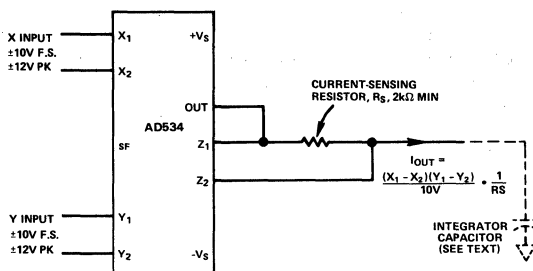 X INPUT
±10V F.S.
±12V PK
X1
X2
+VS
OUT
AD534
SF
Z1
Z2
Y INPUT
±10V F.S.
±12V PK
Y1
Y2
-VS
CURRENT-SENSING
RESISTOR, RS, 2kΩ MIN
IOUT =
(X1 - X2)(Y1 - Y2)
10V
• 1
RS
INTEGRATOR
CAPACITOR
(SEE TEXT)